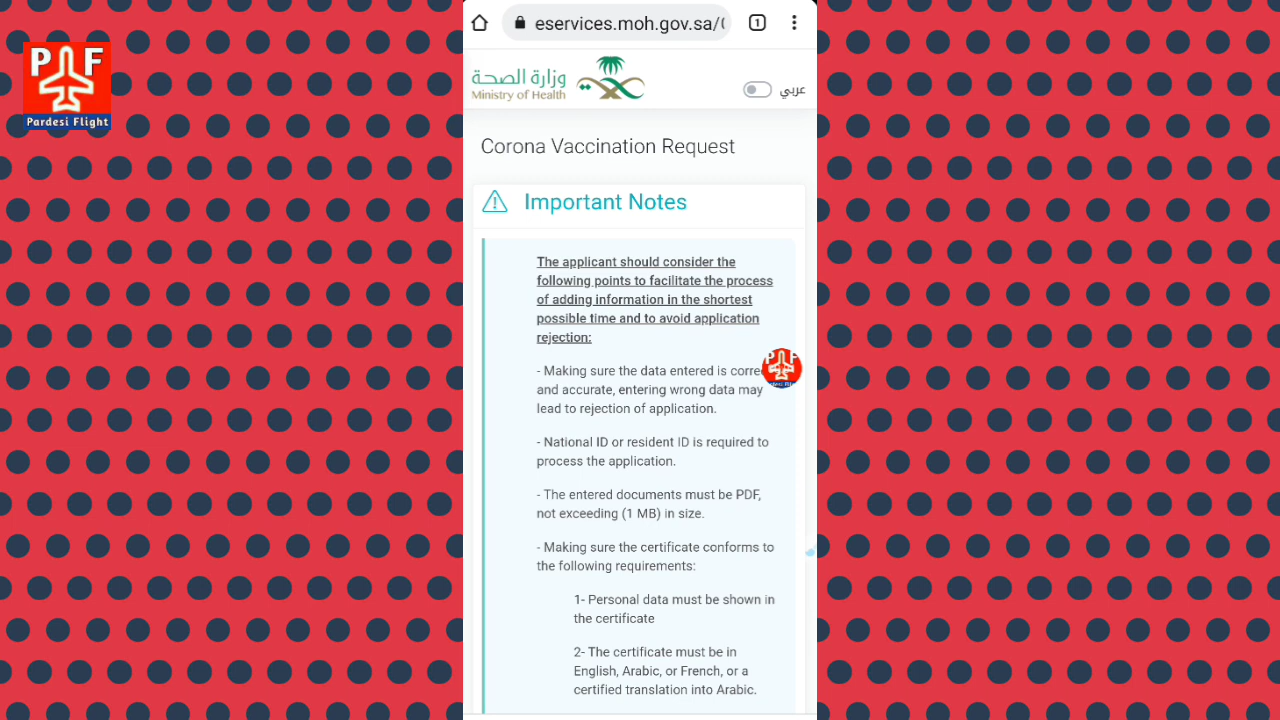 P F
Pardesi Flight
eservices.moh.gov.sa/
1
وزارة الصحة
Ministry of Health
عربي
Corona Vaccination Request
Important Notes
The applicant should consider the
following points to facilitate the process
of adding information in the shortest
possible time and to avoid application
rejection:
- Making sure the data entered is correc
and accurate, entering wrong data may
lead to rejection of application.
P F
- National ID or resident ID is required to
process the application.
- The entered documents must be PDF,
not exceeding (1 MB) in size.
- Making sure the certificate conforms to
the following requirements:
1- Personal data must be shown in
the certificate
2- The certificate must be in
English, Arabic, or French, or a
certified translation into Arabic.